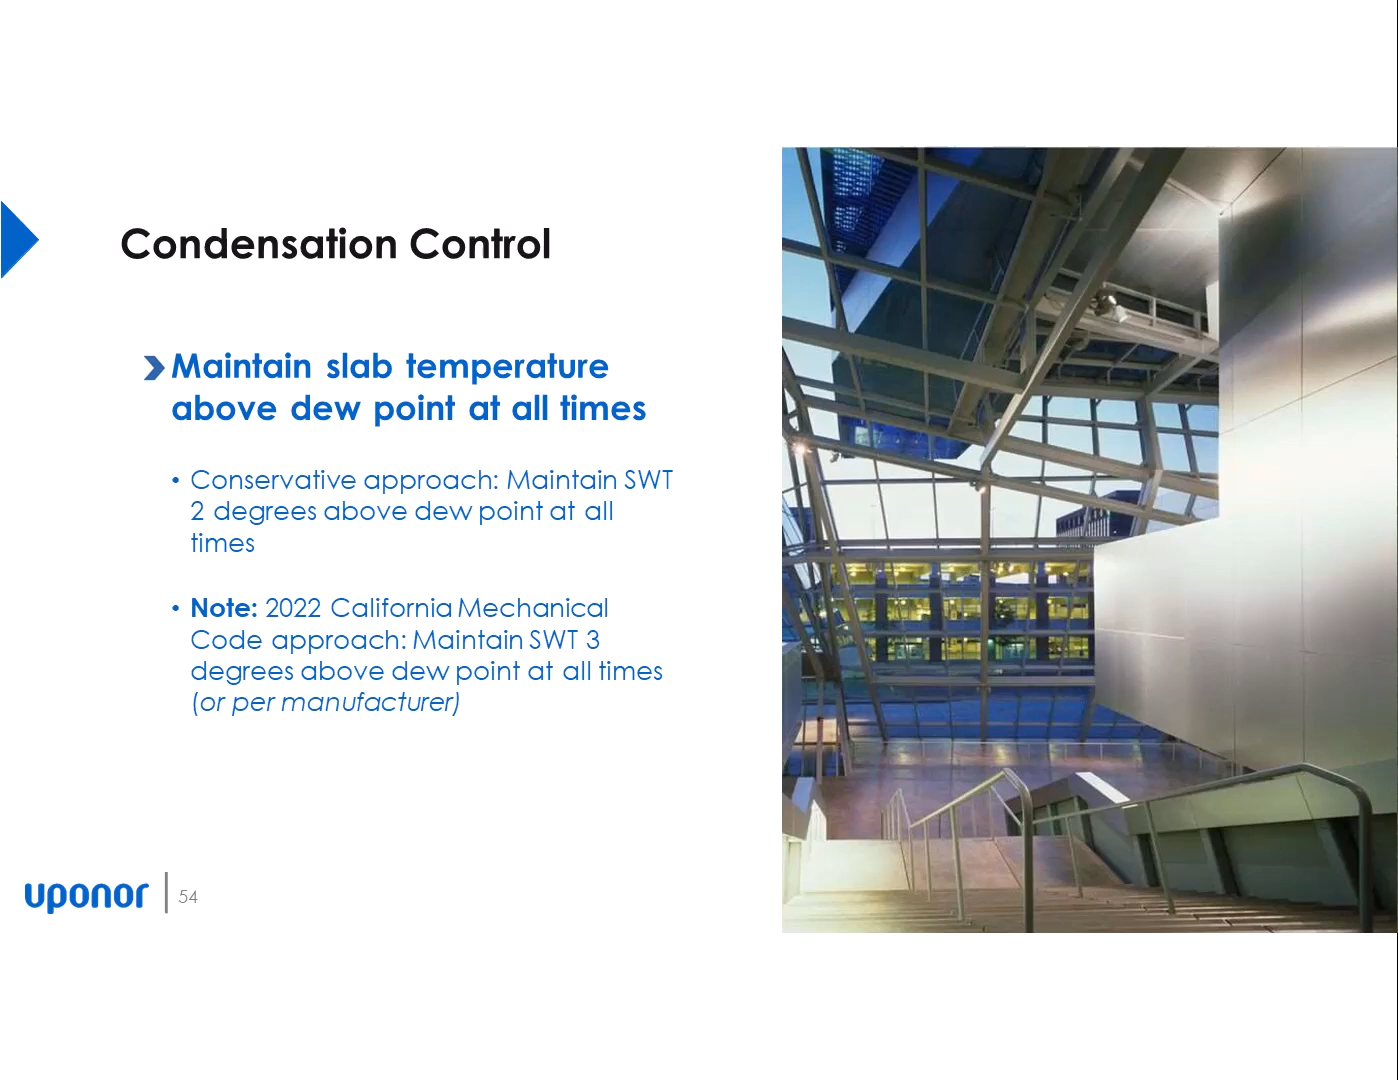 Condensation Control
Maintain slab temperature
above dew point at all times
• Conservative approach: Maintain SWT
2 degrees above dew point at all
times
• Note: 2022 California Mechanical
Code approach: Maintain SWT 3
degrees above dew point at all times
(or per manufacturer)
uponor
54